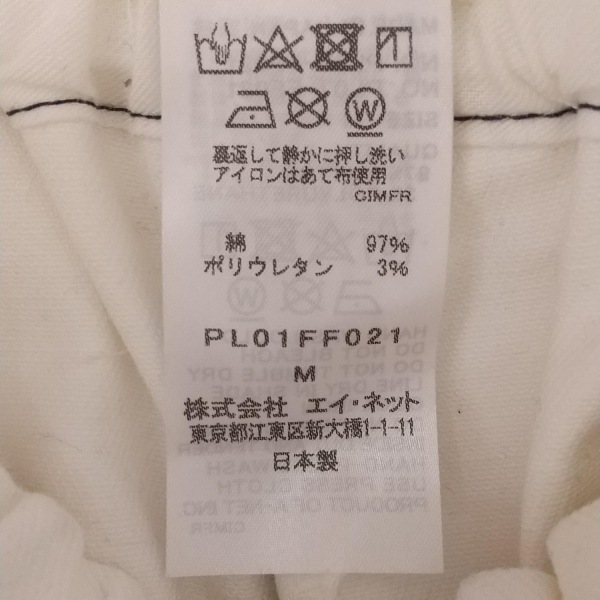 裏返して静かに押し洗い
アイロンはあて布使用
CIMFR
綿 97%
ポリウレタン 3%
PL01FF021
M
株式会社 エイ・ネット
東京都江東区新大橋1-1-11
日本製